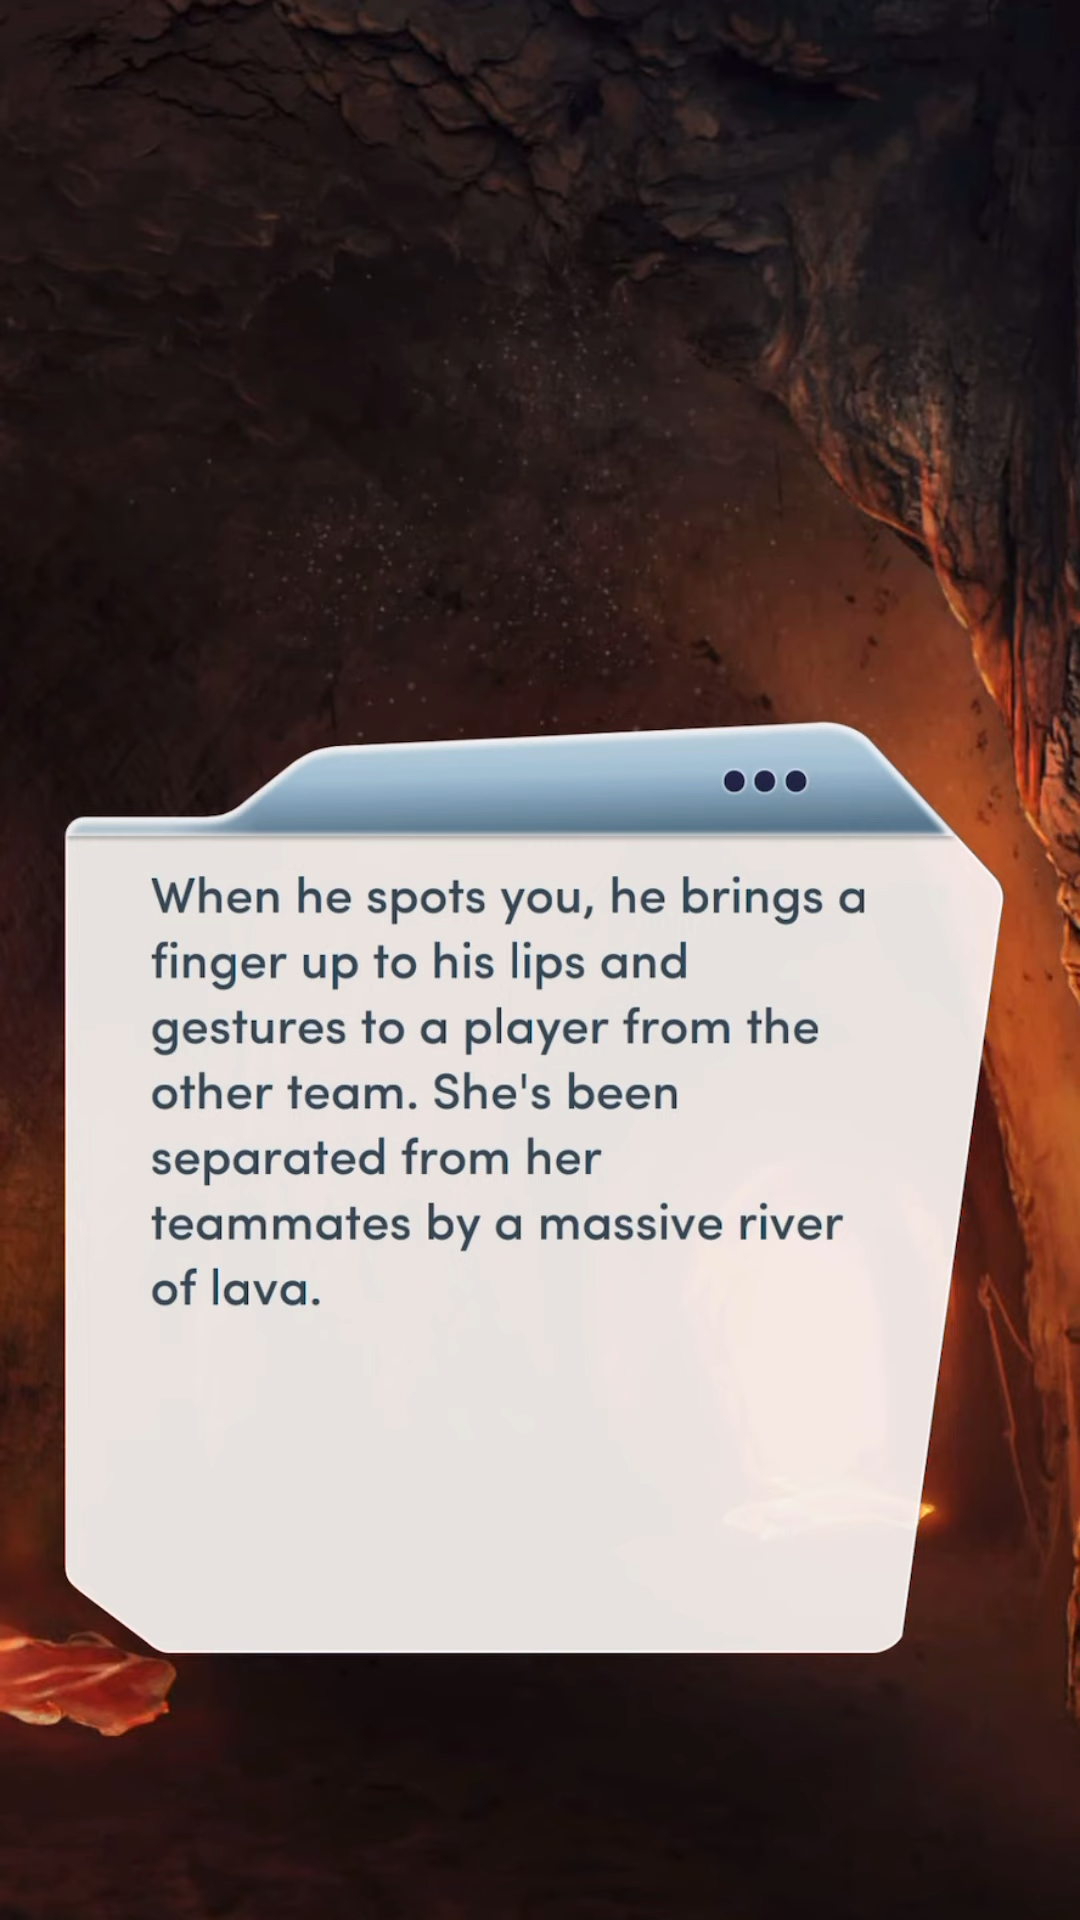 When he spots you, he brings a
finger up to his lips and
gestures to a player from the
other team. She's been
separated from her
teammates by a massive river
of lava.